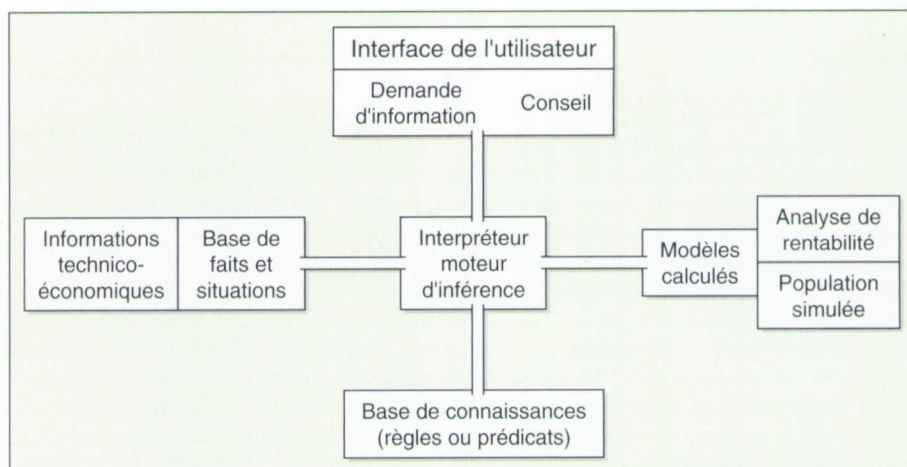 Interface de l'utilisateur
Demande
d'information
Conseil
Informations
technico-
économiques
Base de
faits et
situations
Interpréteur
moteur
d'inférence
Modèles
calculés
Analyse de
rentabilité
Population
simulée
Base de connaissances
(règles ou prédicats)